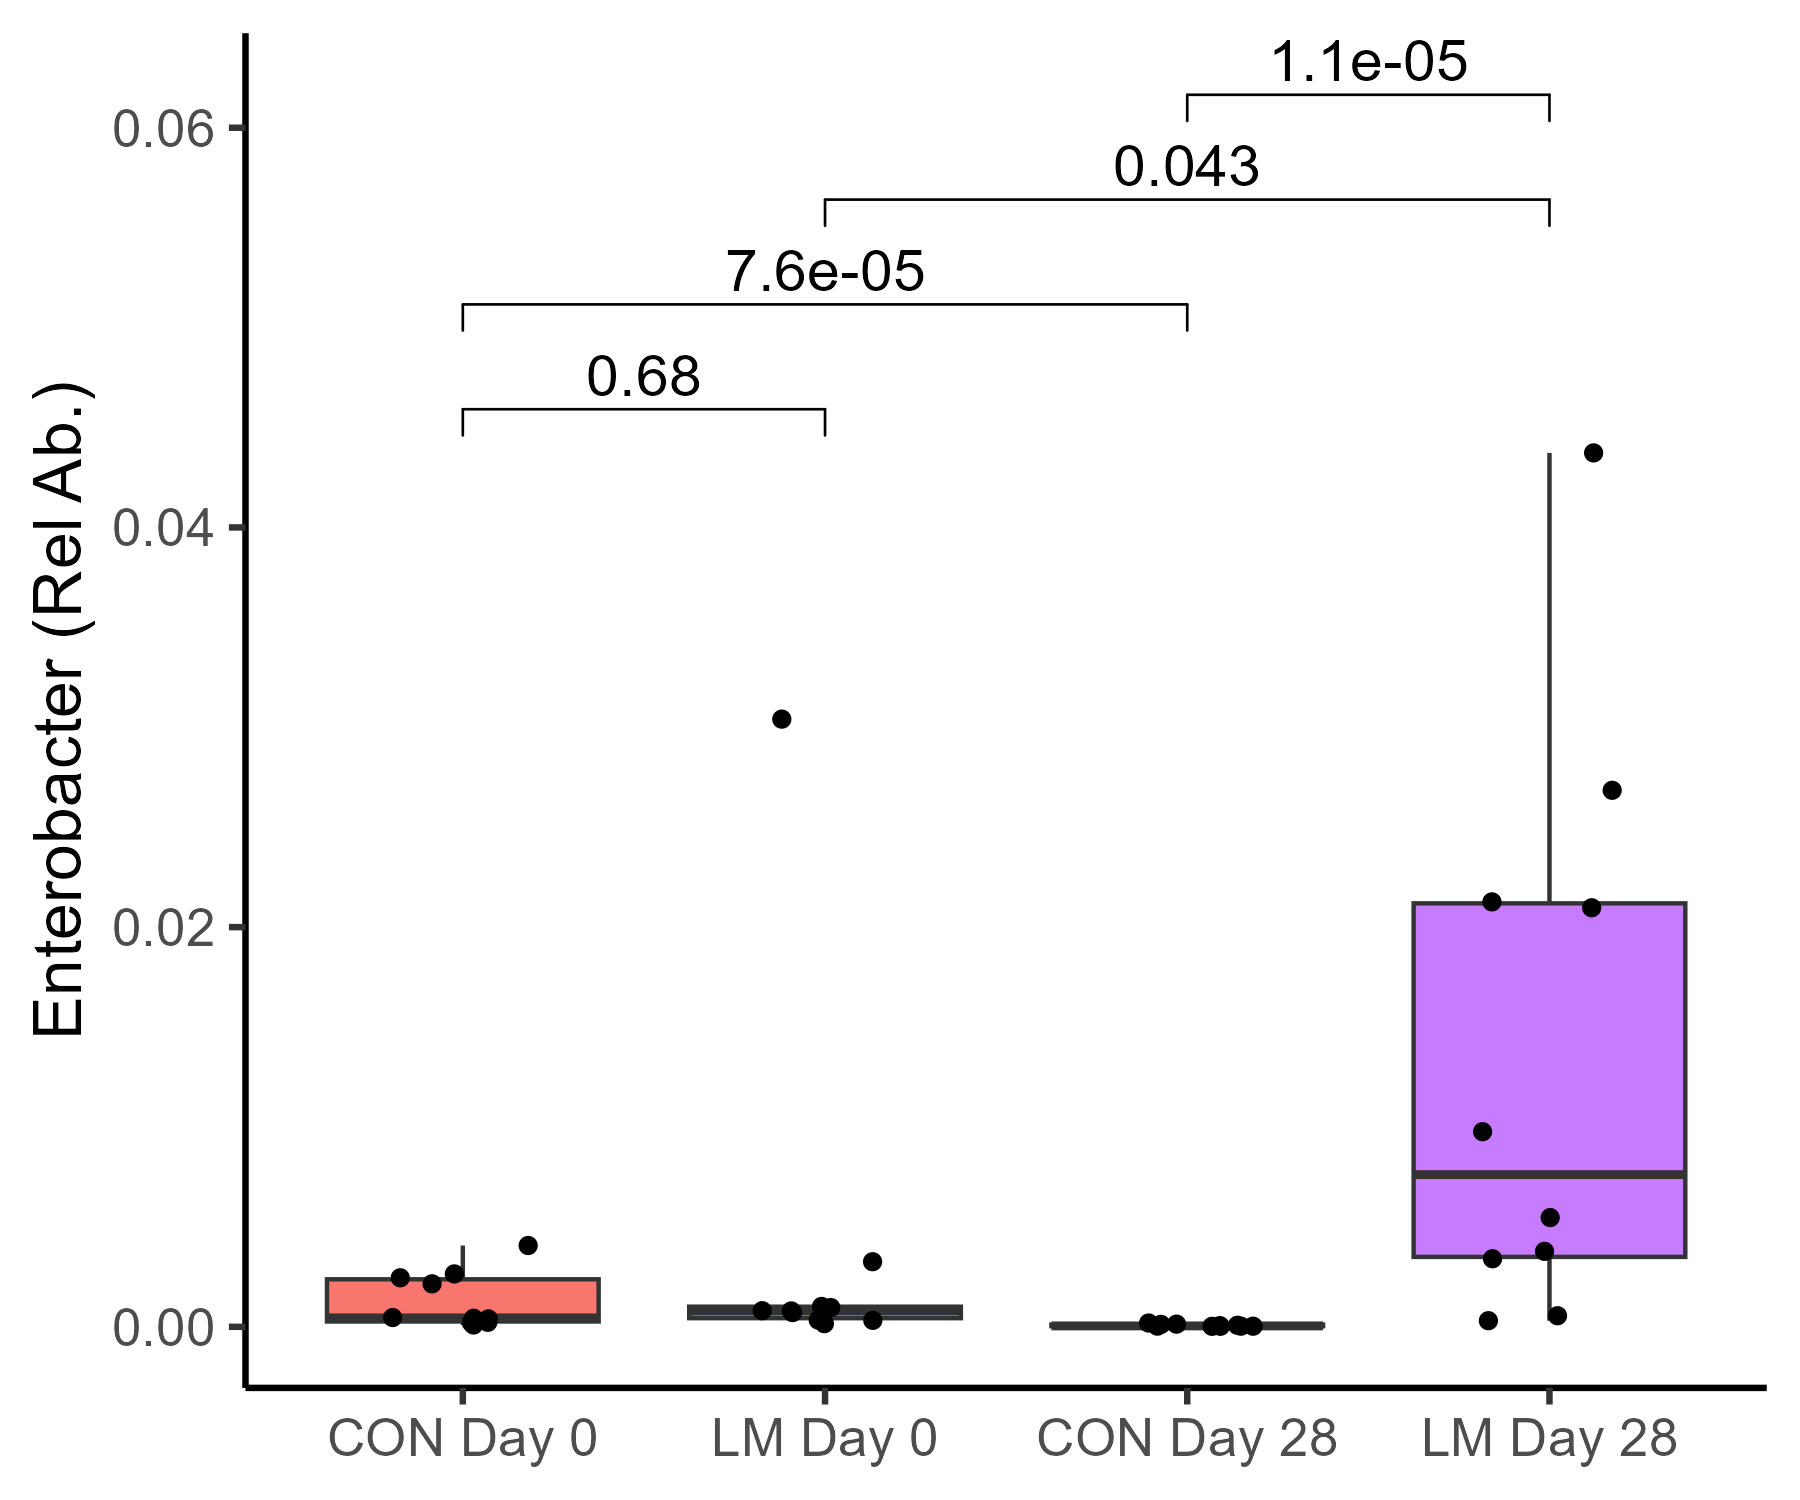 1.1e-05
0.06
0.043
7.6e-05
0.68
0.04
Enterobacter (Rel Ab.)
0.02
0.00
CON Day 0
LM Day 0
CON Day 28
LM Day 28